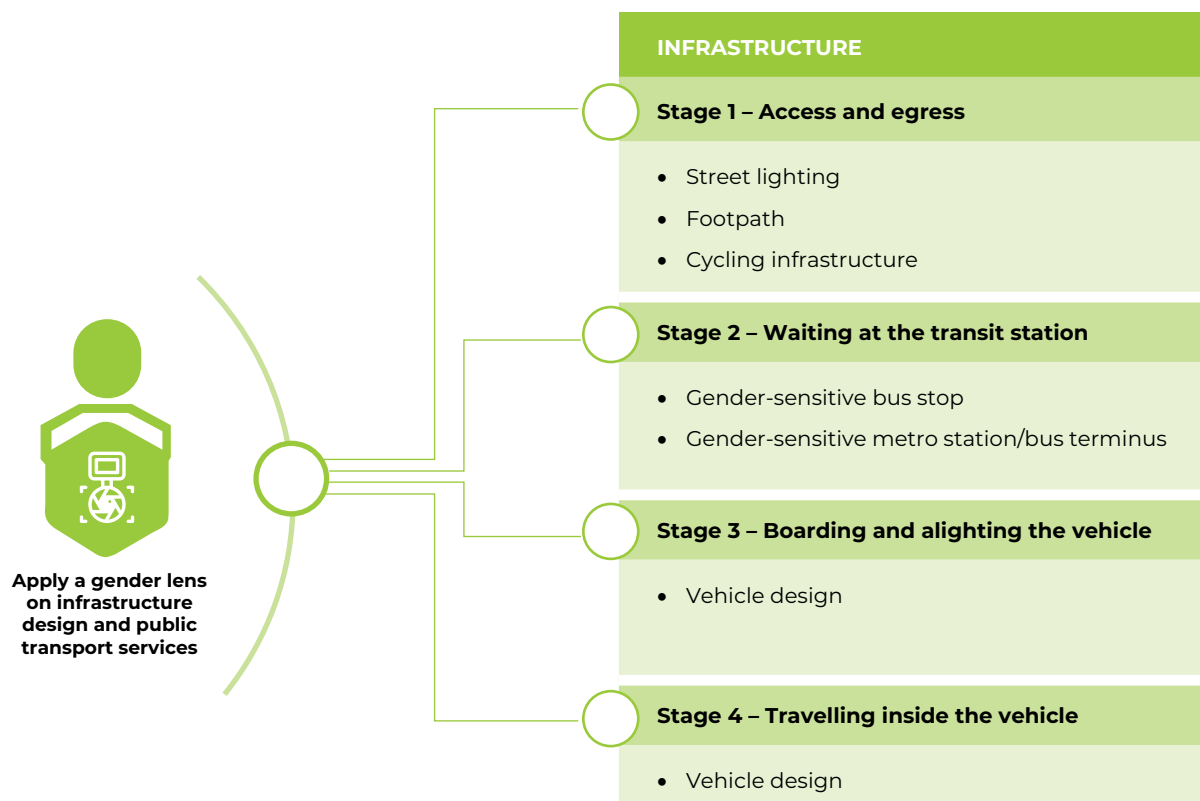 INFRASTRUCTURE
Stage 1 – Access and egress
• Street lighting
• Footpath
• Cycling infrastructure
Stage 2 – Waiting at the transit station
• Gender-sensitive bus stop
• Gender-sensitive metro station/bus terminus
Stage 3 – Boarding and alighting the vehicle
• Vehicle design
Stage 4 – Travelling inside the vehicle
• Vehicle design
Apply a gender lens
on infrastructure
design and public
transport services